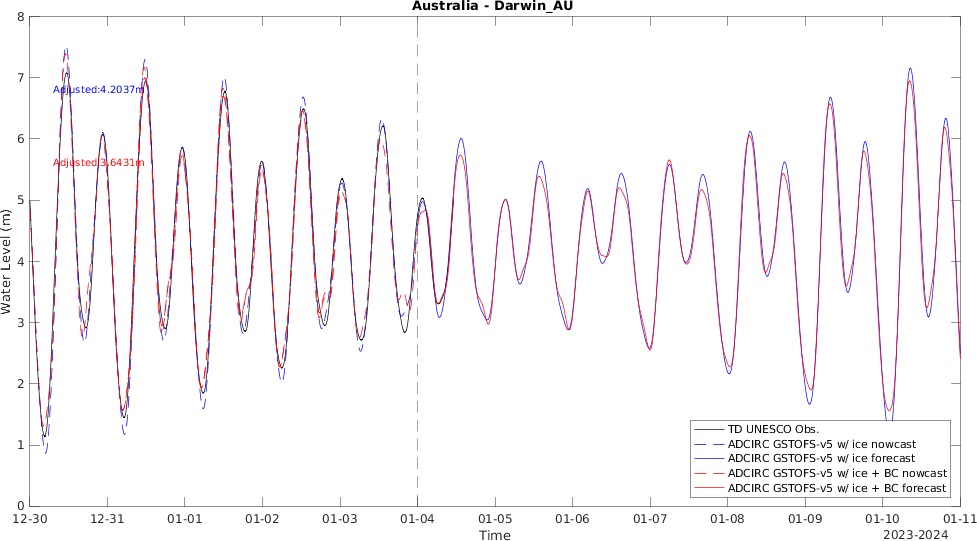 Australia - Darwin_AU
8
7
6
5
4
3
2
1
0
Water Level (m)
Adjusted:4.2037m
Adjusted:3.6431m
TD UNESCO Obs.
ADCIRC GSTOFS-v5 w/ ice nowcast
ADCIRC GSTOFS-v5 w/ ice forecast
ADCIRC GSTOFS-v5 w/ ice + BC nowcast
ADCIRC GSTOFS-v5 w/ ice + BC forecast
12-30 12-31 01-01 01-02 01-03 01-04 01-05 01-06 01-07 01-08 01-09 01-10 01-11
Time
2023-2024